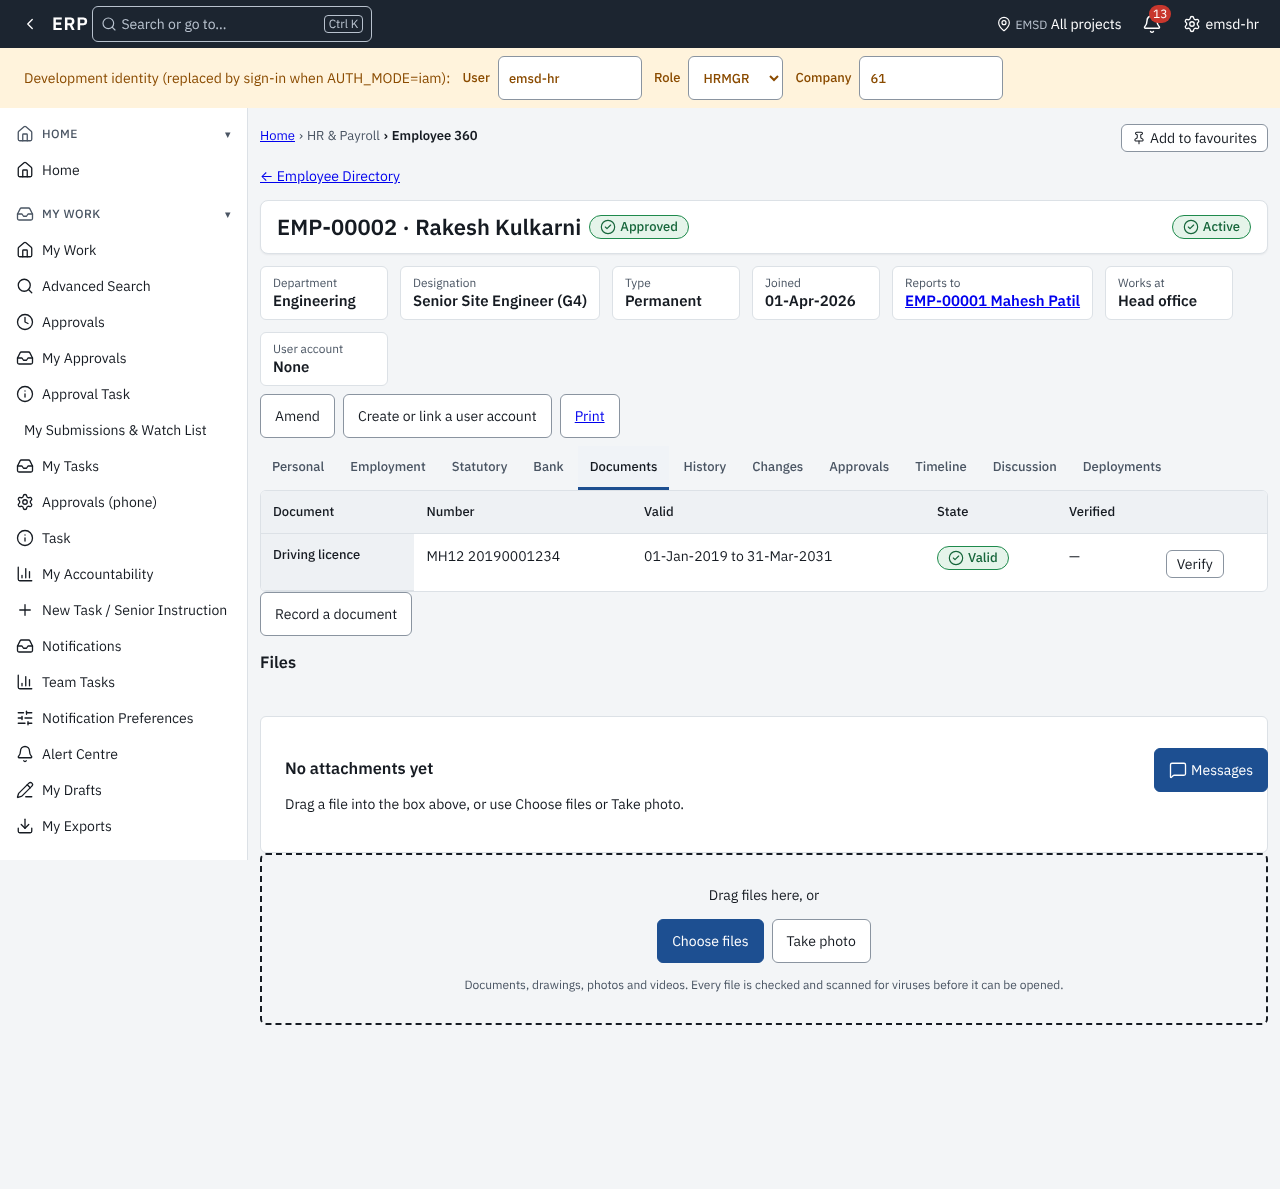 ERP
Search or go to...
Ctrl K
EMSD All projects
13
emsd-hr
Development identity (replaced by sign-in when AUTH_MODE=iam):
User
emsd-hr
Role
HRMGR
Company
61
HOME
Home
MY WORK
My Work
Advanced Search
Approvals
My Approvals
Approval Task
My Submissions & Watch List
My Tasks
Approvals (phone)
Task
My Accountability
New Task / Senior Instruction
Notifications
Team Tasks
Notification Preferences
Alert Centre
My Drafts
My Exports
Home › HR & Payroll › Employee 360
Add to favourites
← Employee Directory
EMP-00002 · Rakesh Kulkarni
Approved
Active
Department
Engineering
Designation
Senior Site Engineer (G4)
Type
Permanent
Joined
01-Apr-2026
Reports to
EMP-00001 Mahesh Patil
Works at
Head office
User account
None
Amend
Create or link a user account
Print
Personal Employment Statutory Bank Documents History Changes Approvals Timeline Discussion Deployments
Document Number Valid State Verified
Driving licence MH12 20190001234 01-Jan-2019 to 31-Mar-2031 Valid — Verify
Record a document
Files
No attachments yet
Drag a file into the box above, or use Choose files or Take photo.
Messages
Drag files here, or
Choose files
Take photo
Documents, drawings, photos and videos. Every file is checked and scanned for viruses before it can be opened.